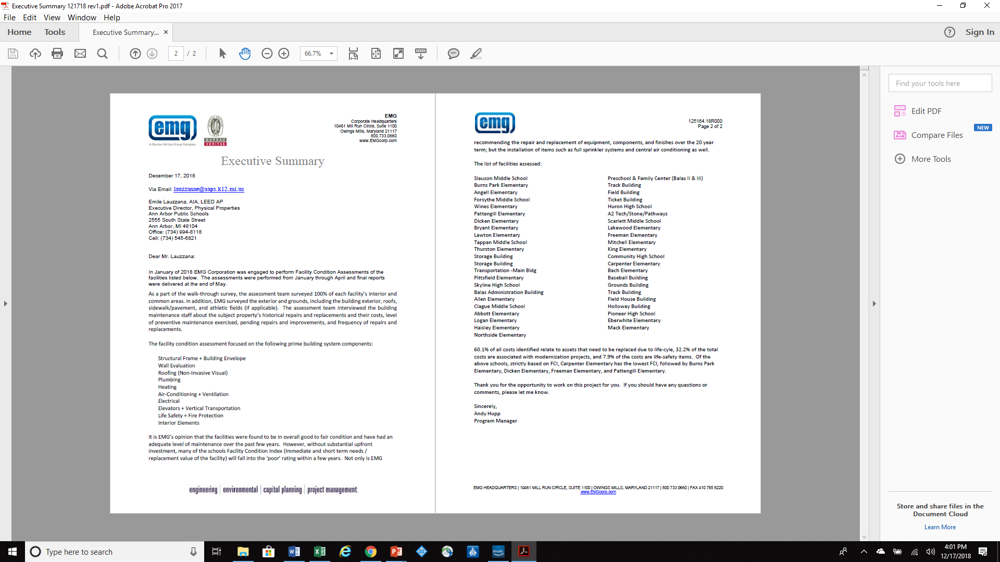 Executive Summary 121718 rev1.pdf - Adobe Acrobat Pro 2017
File Edit View Window Help
Home Tools Executive Summary... × Sign In
2 / 2 66.7%
Find your tools here
Edit PDF
Compare Files NEW
More Tools
Store and share files in the
Document Cloud
Learn More
emg
A Bureau Veritas Group Company
BUREAU
VERITAS
EMG
Corporate Headquarters
10461 Mill Run Circle, Suite 1100
Owings Mills, Maryland 21117
800.733.0660
www.EMGcorp.com
Executive Summary
December 17, 2018
Via Email: lauzzanae@aaps.k12.mi.us
Emile Lauzzana, AIA, LEED AP
Executive Director, Physical Properties
Ann Arbor Public Schools
2555 South State Street
Ann Arbor, MI 48104
Office: (734) 994-8118
Cell: (734) 545-6821
Dear Mr. Lauzzana:
In January of 2018 EMG Corporation was engaged to perform Facility Condition Assessments of the
facilities listed below. The assessments were performed from January through April and final reports
were delivered at the end of May.
As a part of the walk-through survey, the assessment team surveyed 100% of each facility's interior and
common areas. In addition, EMG surveyed the exterior and grounds, including the building exterior, roofs,
sidewalk/pavement, and athletic fields (if applicable). The assessment team interviewed the building
maintenance staff about the subject property's historical repairs and replacements and their costs, level
of preventive maintenance exercised, pending repairs and improvements, and frequency of repairs and
replacements.
The facility condition assessment focused on the following prime building system components:
Structural Frame + Building Envelope
Wall Evaluation
Roofing (Non-Invasive Visual)
Plumbing
Heating
Air-Conditioning + Ventilation
Electrical
Elevators + Vertical Transportation
Life Safety + Fire Protection
Interior Elements
It is EMG's opinion that the facilities were found to be in overall good to fair condition and have had an
adequate level of maintenance over the past few years. However, without substantial upfront
investment, many of the schools Facility Condition Index (Immediate and short term needs /
replacement value of the facility) will fall into the 'poor' rating within a few years. Not only is EMG
engineering | environmental | capital planning | project management
emg
125164.18R000
Page 2 of 2
recommending the repair and replacement of equipment, components, and finishes over the 20 year
term; but the installation of items such as full sprinkler systems and central air conditioning as well.
The list of facilities assessed:
Slauson Middle School
Burns Park Elementary
Angell Elementary
Forsythe Middle School
Wines Elementary
Pattengill Elementary
Dicken Elementary
Bryant Elementary
Lawton Elementary
Tappan Middle School
Thurston Elementary
Storage Building
Storage Building
Transportation -Main Bldg
Pittsfield Elementary
Skyline High School
Balas Administration Building
Allen Elementary
Clague Middle School
Abbott Elementary
Logan Elementary
Haisley Elementary
Northside Elementary
Preschool & Family Center (Balas II & III)
Track Building
Field Building
Ticket Building
Huron High School
A2 Tech/Stone/Pathways
Scarlett Middle School
Lakewood Elementary
Freeman Elementary
Mitchell Elementary
King Elementary
Community High School
Carpenter Elementary
Bach Elementary
Baseball Building
Grounds Building
Track Building
Field House Building
Holloway Building
Pioneer High School
Eberwhite Elementary
Mack Elementary
60.1% of all costs identified relate to assets that need to be replaced due to life-cyle, 32.2% of the total
costs are associated with modernization projects, and 7.9% of the costs are life-safety items. Of the
above schools, strictly based on FCI, Carpenter Elementary has the lowest FCI, followed by Burns Park
Elementary, Dicken Elementary, Freeman Elementary, and Pattengill Elementary.
Thank you for the opportunity to work on this project for you. If you should have any questions or
comments, please let me know.
Sincerely,
Andy Hupp
Program Manager
EMG HEADQUARTERS | 10461 MILL RUN CIRCLE, SUITE 1100 | OWINGS MILLS, MARYLAND 21117 | 800 733 0660 | FAX 410 785 6220
www.EMGcorp.com
Type here to search
music
4:01 PM
12/17/2018